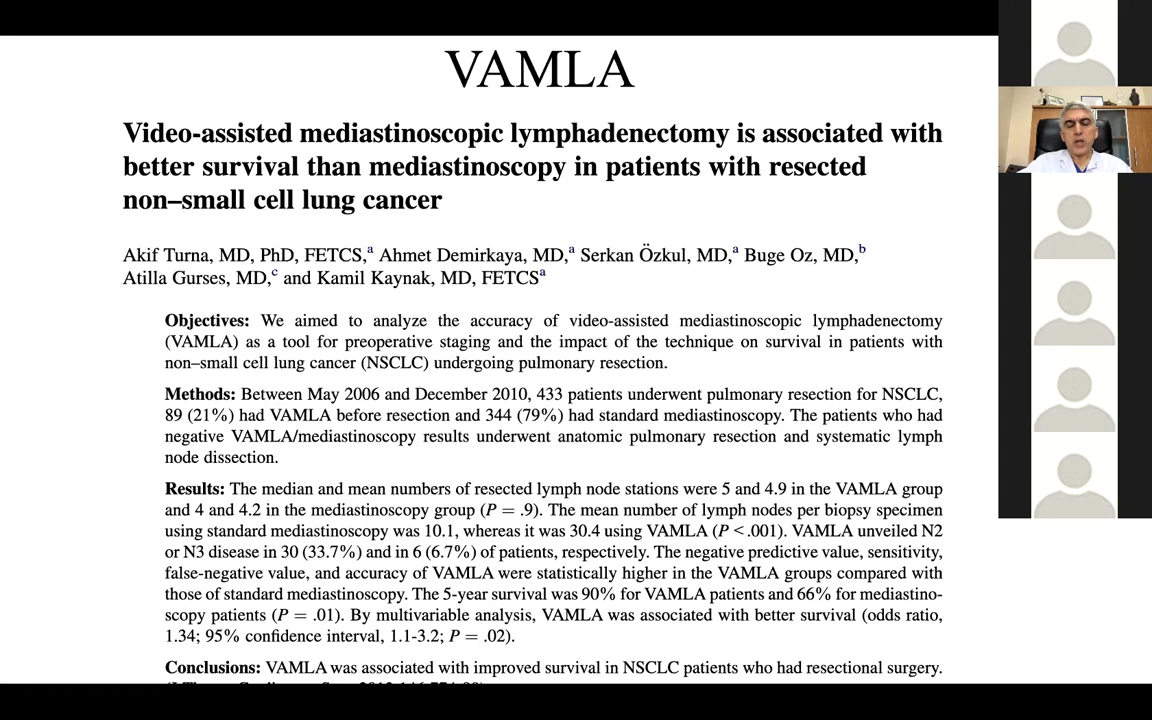 VAMLA
Video-assisted mediastinoscopic lymphadenectomy is associated with
better survival than mediastinoscopy in patients with resected
non–small cell lung cancer
Akif Turna, MD, PhD, FETCS,a Ahmet Demirkaya, MD,a Serkan Özkul, MD,a Buge Oz, MD,b
Atilla Gurses, MD,c and Kamil Kaynak, MD, FETCSa
Objectives: We aimed to analyze the accuracy of video-assisted mediastinoscopic lymphadenectomy
(VAMLA) as a tool for preoperative staging and the impact of the technique on survival in patients with
non–small cell lung cancer (NSCLC) undergoing pulmonary resection.
Methods: Between May 2006 and December 2010, 433 patients underwent pulmonary resection for NSCLC,
89 (21%) had VAMLA before resection and 344 (79%) had standard mediastinoscopy. The patients who had
negative VAMLA/mediastinoscopy results underwent anatomic pulmonary resection and systematic lymph
node dissection.
Results: The median and mean numbers of resected lymph node stations were 5 and 4.9 in the VAMLA group
and 4 and 4.2 in the mediastinoscopy group (P = .9). The mean number of lymph nodes per biopsy specimen
using standard mediastinoscopy was 10.1, whereas it was 30.4 using VAMLA (P < .001). VAMLA unveiled N2
or N3 disease in 30 (33.7%) and in 6 (6.7%) of patients, respectively. The negative predictive value, sensitivity,
false-negative value, and accuracy of VAMLA were statistically higher in the VAMLA groups compared with
those of standard mediastinoscopy. The 5-year survival was 90% for VAMLA patients and 66% for mediastino-
scopy patients (P = .01). By multivariable analysis, VAMLA was associated with better survival (odds ratio,
1.34; 95% confidence interval, 1.1-3.2; P = .02).
Conclusions: VAMLA was associated with improved survival in NSCLC patients who had resectional surgery.